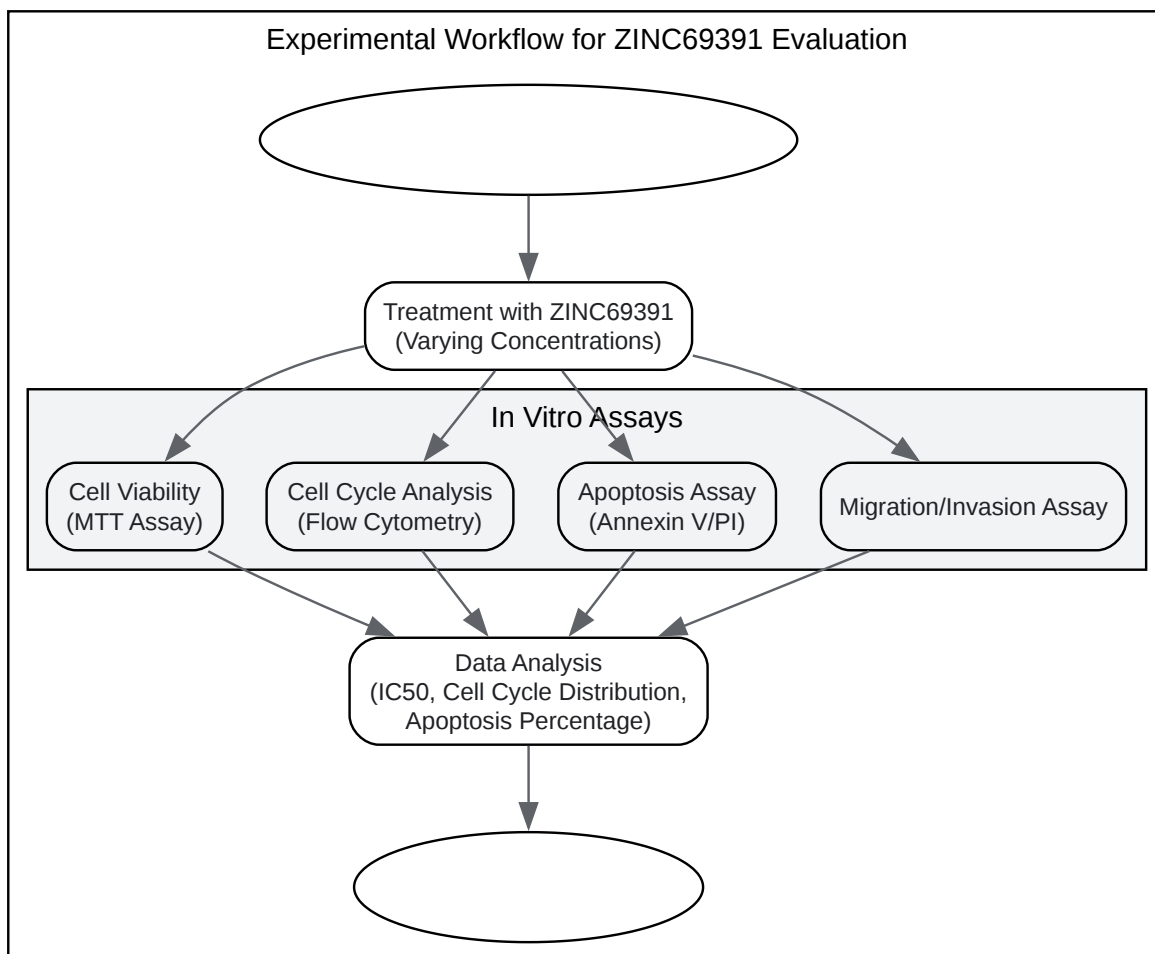 Experimental Workflow for ZINC69391 Evaluation
Treatment with ZINC69391
(Varying Concentrations)
In Vitro Assays
Cell Viability
(MTT Assay)
Cell Cycle Analysis
(Flow Cytometry)
Apoptosis Assay
(Annexin V/PI)
Migration/Invasion Assay
Data Analysis
(IC50, Cell Cycle Distribution,
Apoptosis Percentage)